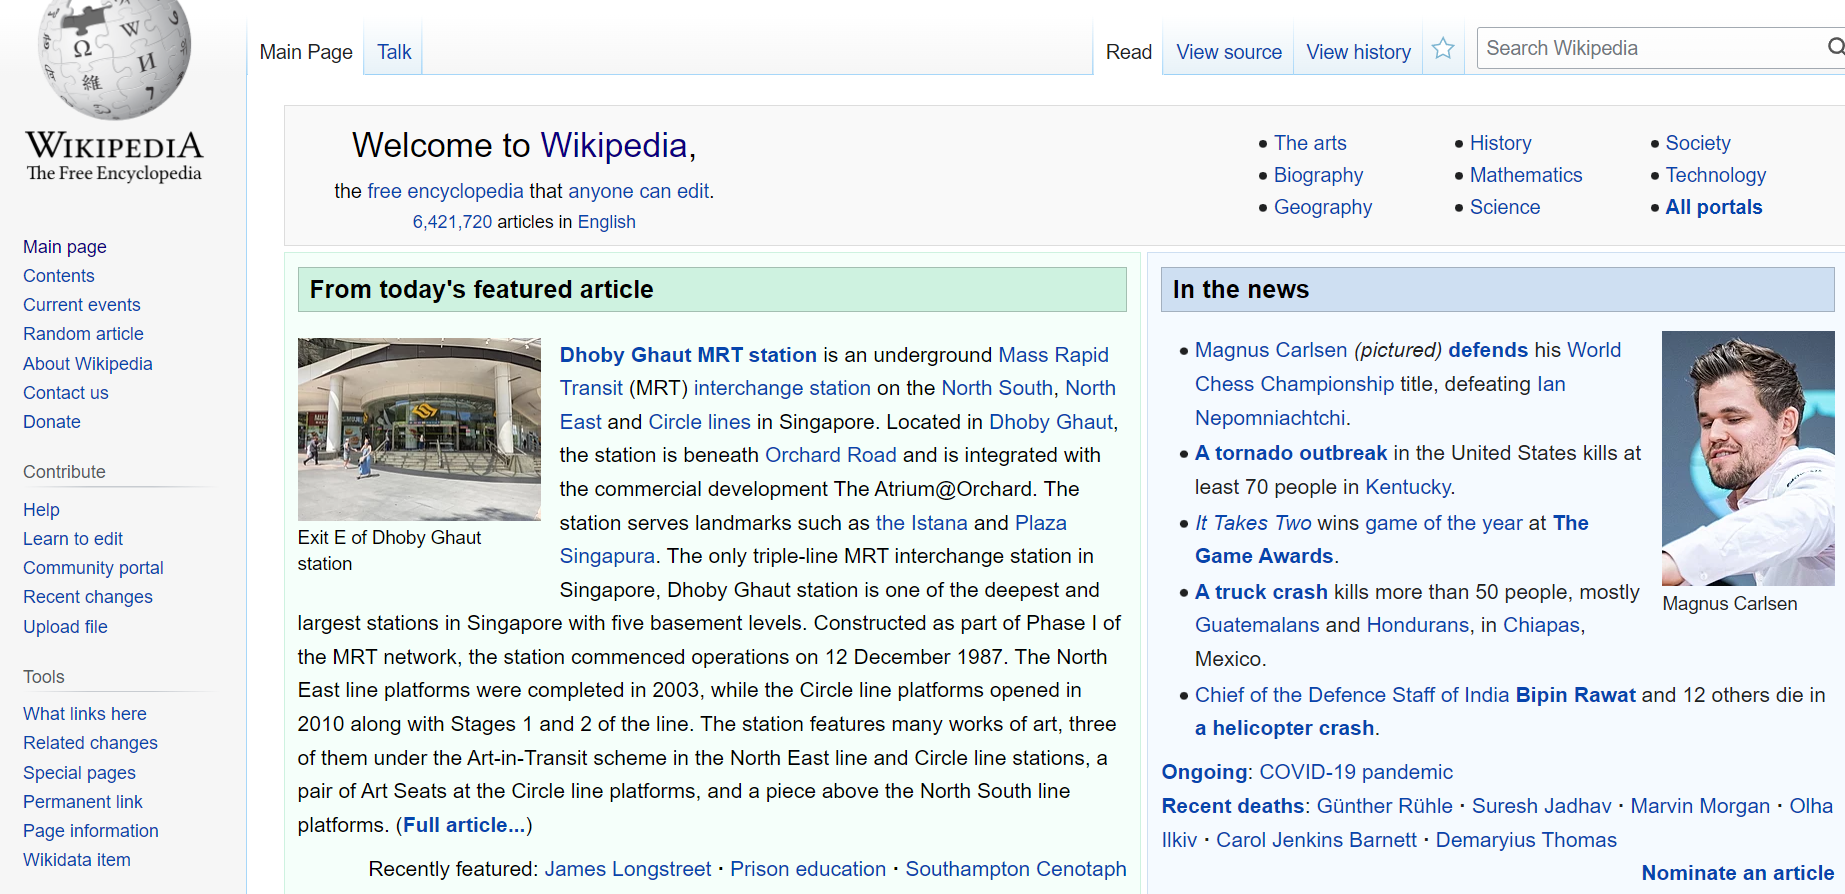 WIKIPEDIA
The Free Encyclopedia
Main page
Contents
Current events
Random article
About Wikipedia
Contact us
Donate
Contribute
Help
Learn to edit
Community portal
Recent changes
Upload file
Tools
What links here
Related changes
Special pages
Permanent link
Page information
Wikidata item
Main Page
Talk
Read
View source
View history
Search Wikipedia
Welcome to Wikipedia,
the free encyclopedia that anyone can edit.
6,421,720 articles in English
The arts
Biography
Geography
History
Mathematics
Science
Society
Technology
All portals
From today's featured article
Exit E of Dhoby Ghaut
station
Dhoby Ghaut MRT station is an underground Mass Rapid
Transit (MRT) interchange station on the North South, North
East and Circle lines in Singapore. Located in Dhoby Ghaut,
the station is beneath Orchard Road and is integrated with
the commercial development The Atrium@Orchard. The
station serves landmarks such as the Istana and Plaza
Singapura. The only triple-line MRT interchange station in
Singapore, Dhoby Ghaut station is one of the deepest and
largest stations in Singapore with five basement levels. Constructed as part of Phase I of
the MRT network, the station commenced operations on 12 December 1987. The North
East line platforms were completed in 2003, while the Circle line platforms opened in
2010 along with Stages 1 and 2 of the line. The station features many works of art, three
of them under the Art-in-Transit scheme in the North East line and Circle line stations, a
pair of Art Seats at the Circle line platforms, and a piece above the North South line
platforms. (Full article...)
Recently featured: James Longstreet · Prison education · Southampton Cenotaph
In the news
Magnus Carlsen (pictured) defends his World
Chess Championship title, defeating Ian
Nepomniachtchi.
A tornado outbreak in the United States kills at
least 70 people in Kentucky.
It Takes Two wins game of the year at The
Game Awards.
A truck crash kills more than 50 people, mostly
Guatemalans and Hondurans, in Chiapas,
Mexico.
Chief of the Defence Staff of India Bipin Rawat and 12 others die in
a helicopter crash.
Magnus Carlsen
Ongoing: COVID-19 pandemic
Recent deaths: Günther Rühle · Suresh Jadhav · Marvin Morgan · Olha
Ilkiv · Carol Jenkins Barnett · Demaryius Thomas
Nominate an article